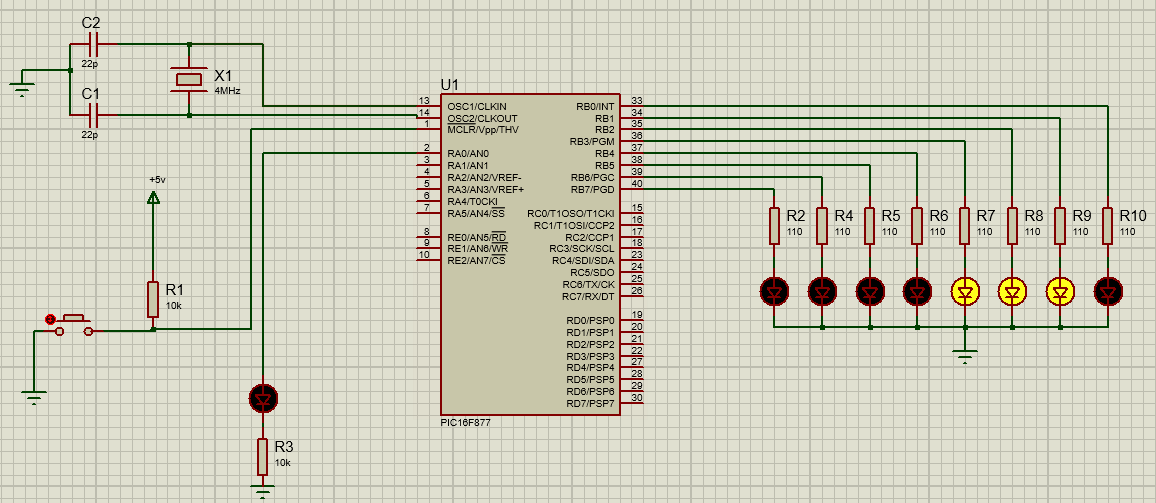 C2
22p
X1
4MHz
C1
22p
+5v
R1
10k
R3
10k
U1
13 OSC1/CLKIN
14 OSC2/CLKOUT
1 MCLR/Vpp/THV
2 RA0/AN0
3 RA1/AN1
4 RA2/AN2/VREF-
5 RA3/AN3/VREF+
6 RA4/T0CKI
7 RA5/AN4/SS
8 RE0/AN5/RD
9 RE1/AN6/WR
10 RE2/AN7/CS
RB0/INT 33
RB1 34
RB2 35
RB3/PGM 36
RB4 37
RB5 38
RB6/PGC 39
RB7/PGD 40
RC0/T1OSO/T1CKI 15
RC1/T1OSI/CCP2 16
RC2/CCP1 17
RC3/SCK/SCL 18
RC4/SDI/SDA 23
RC5/SDO 24
RC6/TX/CK 25
RC7/RX/DT 26
RD0/PSP0 19
RD1/PSP1 20
RD2/PSP2 21
RD3/PSP3 22
RD4/PSP4 27
RD5/PSP5 28
RD6/PSP6 29
RD7/PSP7 30
PIC16F877
R2 R4 R5 R6 R7 R8 R9 R10
110 110 110 110 110 110 110 110